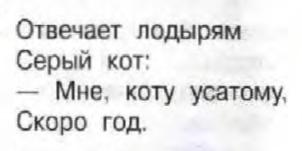 Отвечает лодырям
Серый кот:
— Мне, коту усатому,
Скоро год.